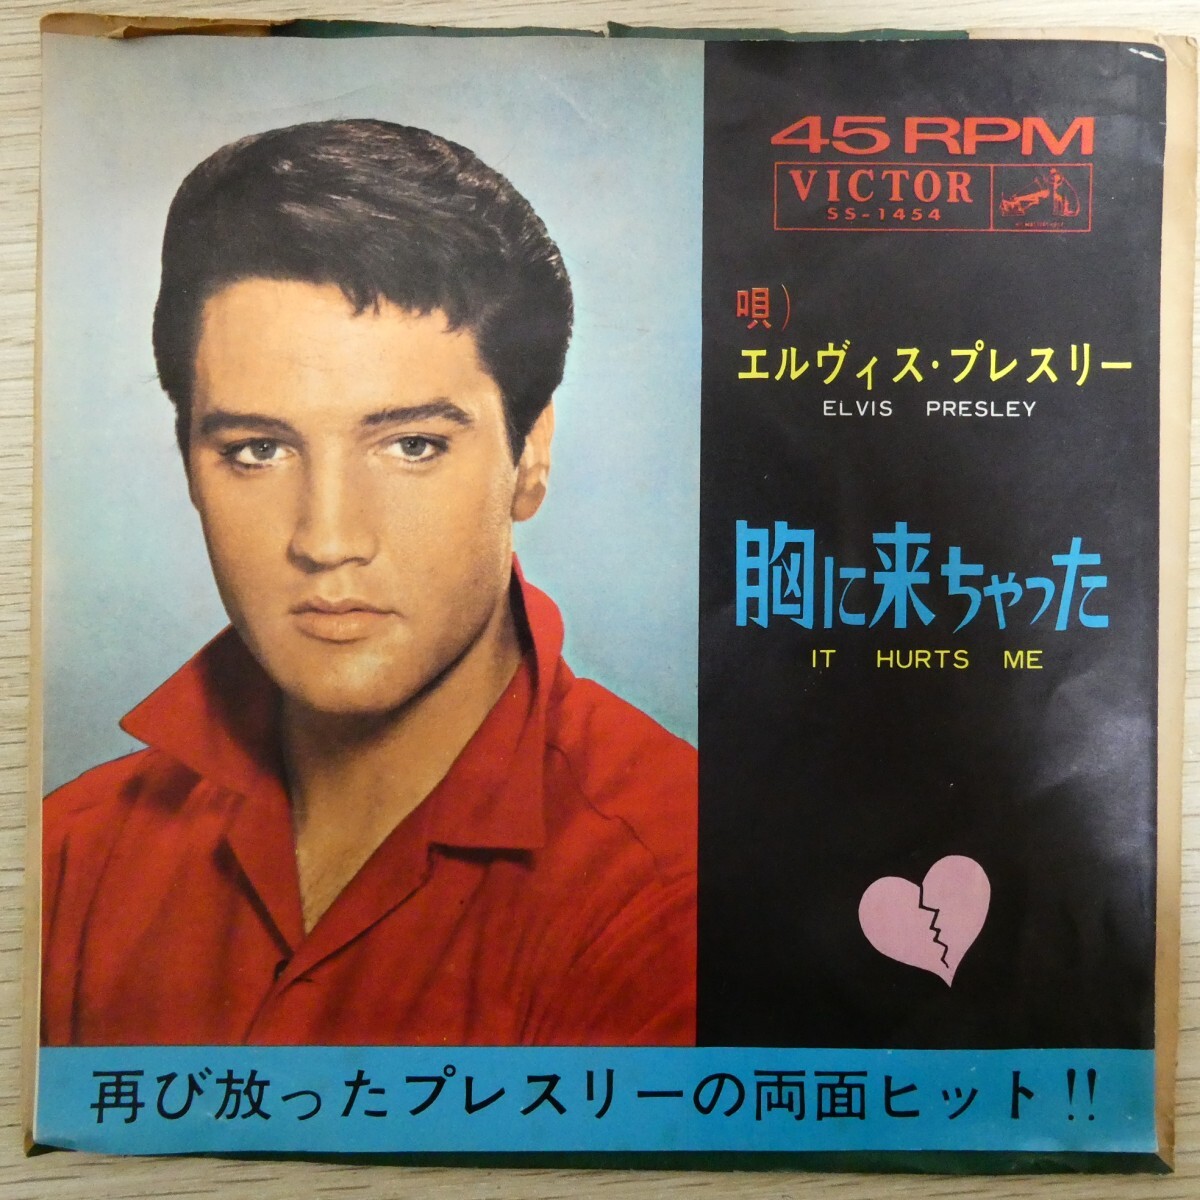 45 RPM
VICTOR
SS-1454
唄)
エルヴィス・プレスリー
ELVIS PRESLEY
胸に来ちゃった
IT HURTS ME
再び放ったプレスリーの両面ヒット!!